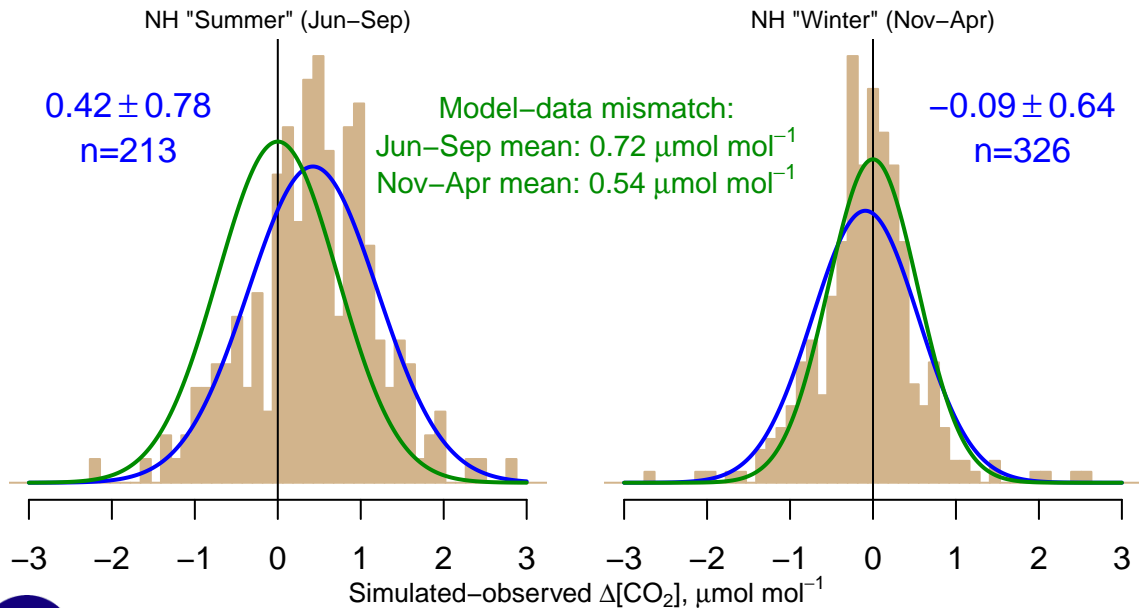 NH "Summer" (Jun−Sep)
0.42 ± 0.78
n=213
−3 −2 −1 0 1 2 3
Model−data mismatch:
Jun−Sep mean: 0.72 μmol mol⁻¹
Nov−Apr mean: 0.54 μmol mol⁻¹
NH "Winter" (Nov−Apr)
−0.09 ± 0.64
n=326
−3 −2 −1 0 1 2 3
Simulated−observed Δ[CO₂], μmol mol⁻¹